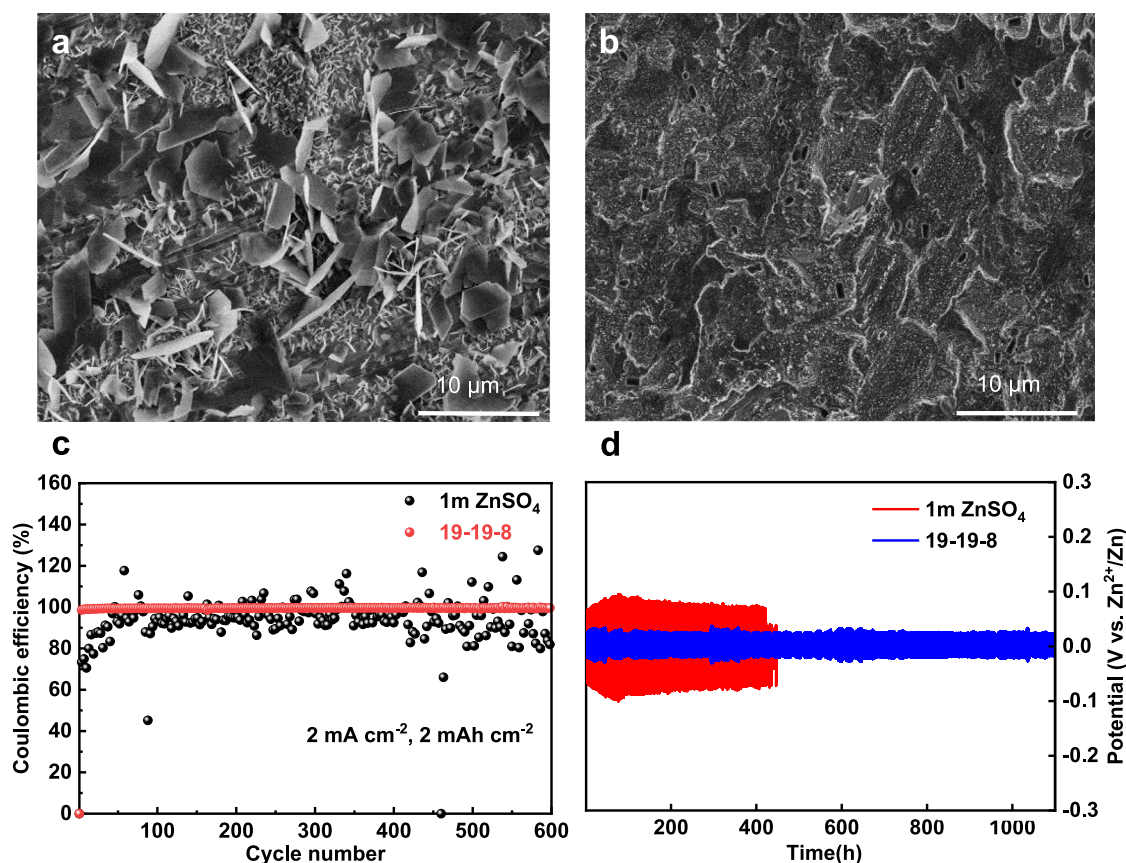 a
b
10 µm
10 µm
c
d
160
140
120
100
80
60
40
20
0
Coulombic efficiency (%)
1m ZnSO₄
19-19-8
2 mA cm⁻², 2 mAh cm⁻²
100
200
300
400
500
600
Cycle number
1m ZnSO₄
19-19-8
0.3
0.2
0.1
0.0
-0.1
-0.2
-0.3
Potential (V vs. Zn²⁺/Zn)
200
400
600
800
1000
Time(h)